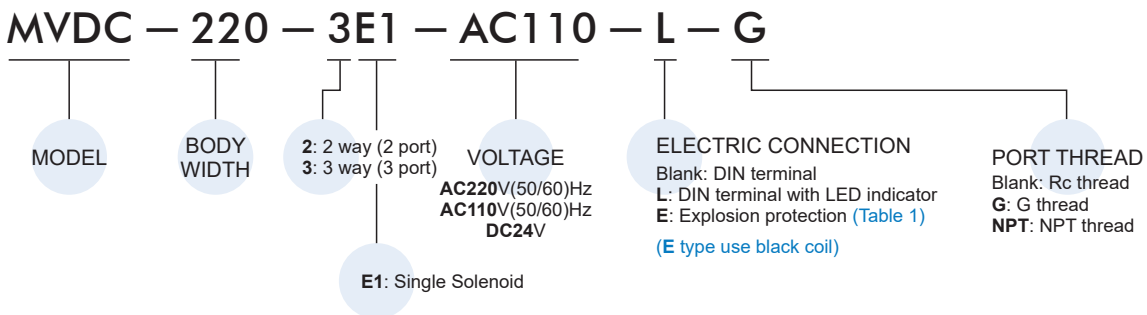 MVDC — 220 — 3E1 — AC110 — L — G
MODEL
BODY
WIDTH
2: 2 way (2 port)
3: 3 way (3 port)
E1: Single Solenoid
VOLTAGE
AC220V(50/60)Hz
AC110V(50/60)Hz
DC24V
ELECTRIC CONNECTION
Blank: DIN terminal
L: DIN terminal with LED indicator
E: Explosion protection (Table 1)
(E type use black coil)
PORT THREAD
Blank: Rc thread
G: G thread
NPT: NPT thread